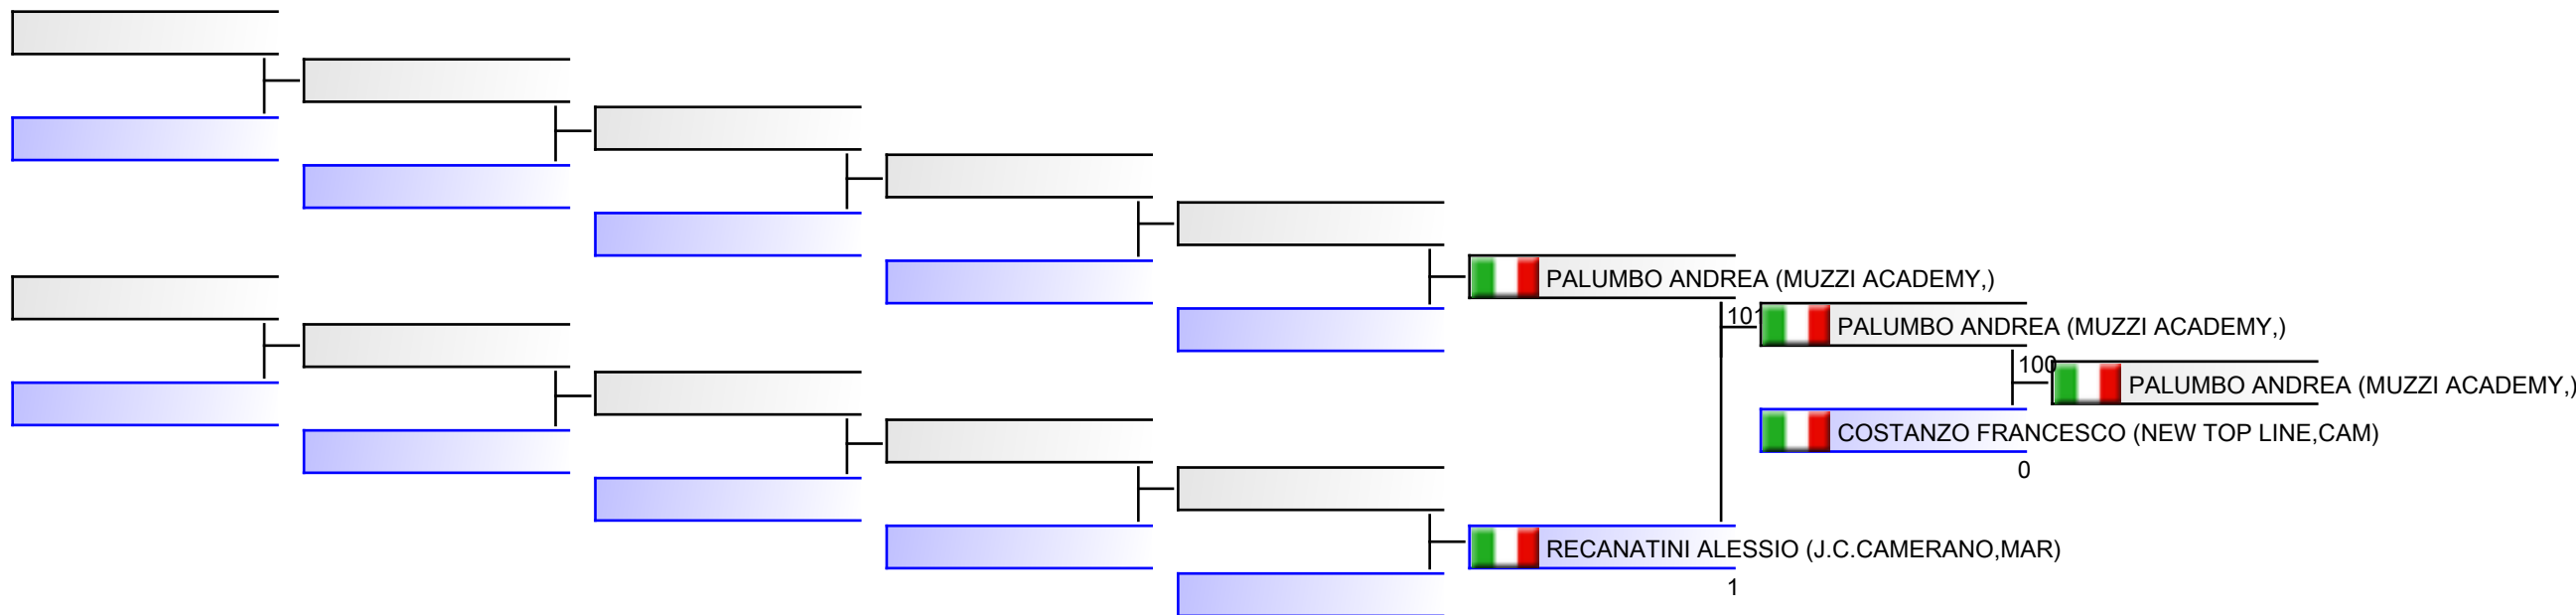 PALUMBO ANDREA (MUZZI ACADEMY,)
101
PALUMBO ANDREA (MUZZI ACADEMY,)
100
PALUMBO ANDREA (MUZZI ACADEMY,)
COSTANZO FRANCESCO (NEW TOP LINE,CAM)
0
RECANATINI ALESSIO (J.C.CAMERANO,MAR)
1